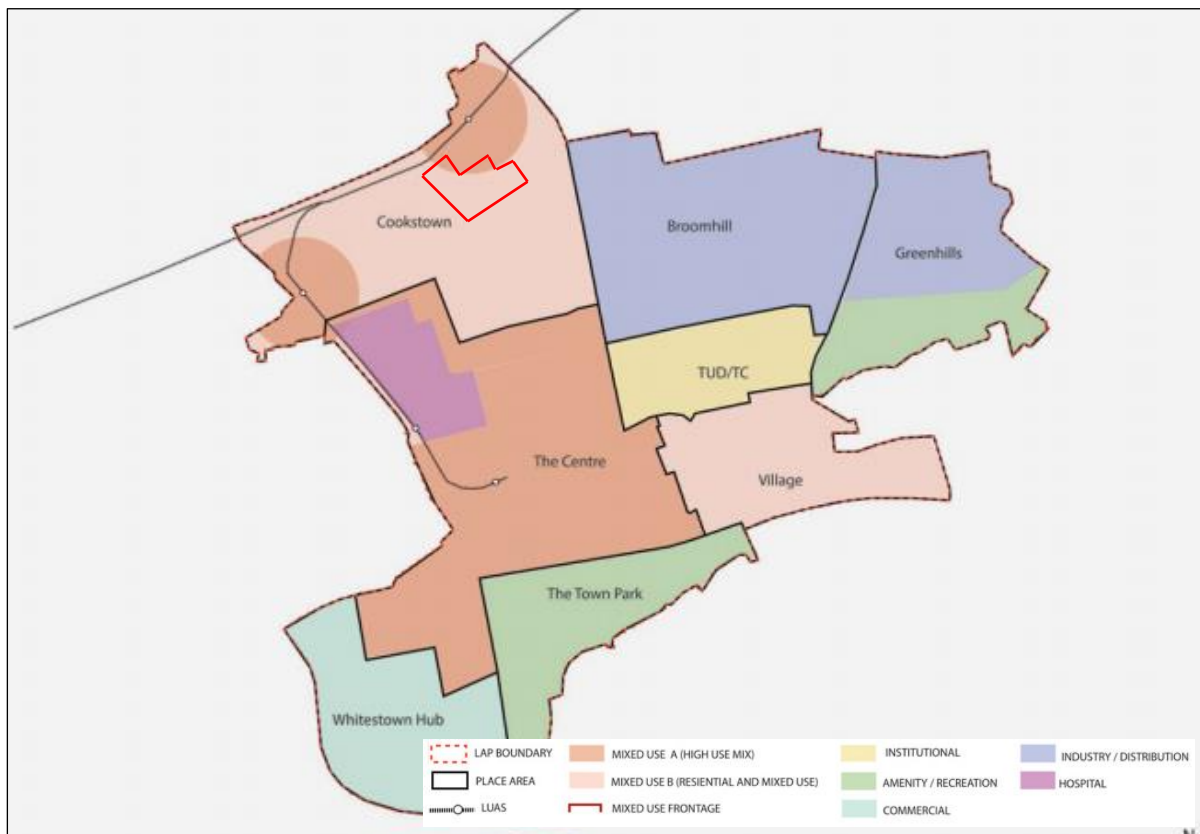 Cookstown
Broomhill
Greenhills
TUD/TC
The Centre
Village
The Town Park
Whitestown Hub
LAP BOUNDARY
PLACE AREA
LUAS
MIXED USE A (HIGH USE MIX)
MIXED USE B (RESIENTIAL AND MIXED USE)
MIXED USE FRONTAGE
INSTITUTIONAL
AMENITY / RECREATION
COMMERCIAL
INDUSTRY / DISTRIBUTION
HOSPITAL